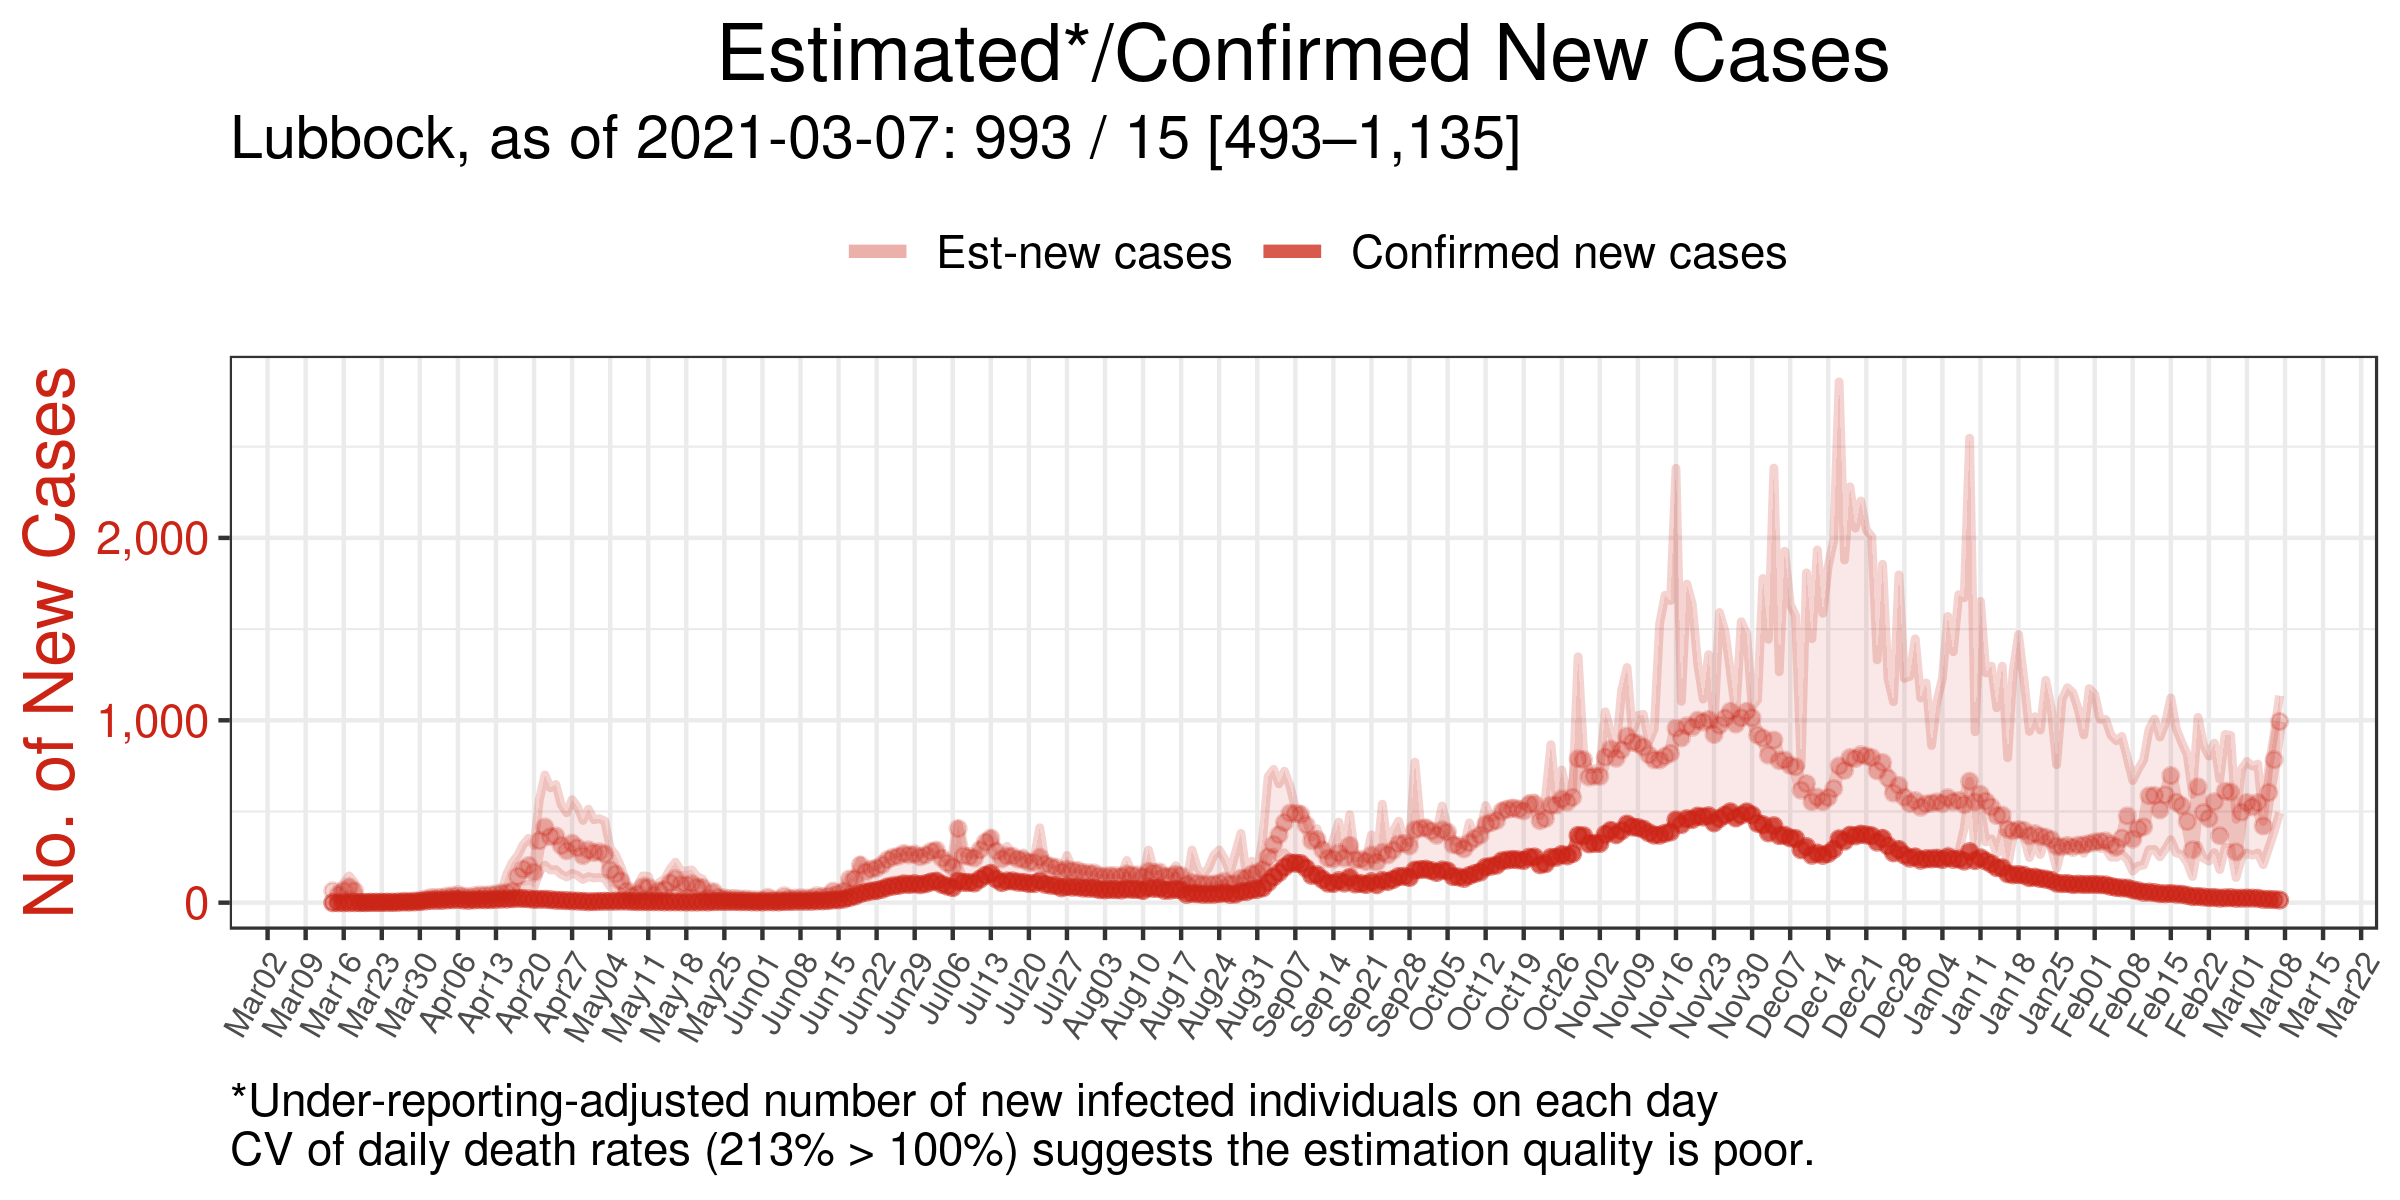 Estimated*/Confirmed New Cases
Lubbock, as of 2021-03-07: 993 / 15 [493–1,135]
Est-new cases Confirmed new cases
No. of New Cases
2,000
1,000
0
Mar02 Mar09 Mar16 Mar23 Mar30 Apr06 Apr13 Apr20 Apr27 May04 May11 May18 May25 Jun01 Jun08 Jun15 Jun22 Jun29 Jul06 Jul13 Jul20 Jul27 Aug03 Aug10 Aug17 Aug24 Aug31 Sep07 Sep14 Sep21 Sep28 Oct05 Oct12 Oct19 Oct26 Nov02 Nov09 Nov16 Nov23 Nov30 Dec07 Dec14 Dec21 Dec28 Jan04 Jan11 Jan18 Jan25 Feb01 Feb08 Feb15 Feb22 Mar01 Mar08 Mar15 Mar22
*Under-reporting-adjusted number of new infected individuals on each day
CV of daily death rates (213% > 100%) suggests the estimation quality is poor.